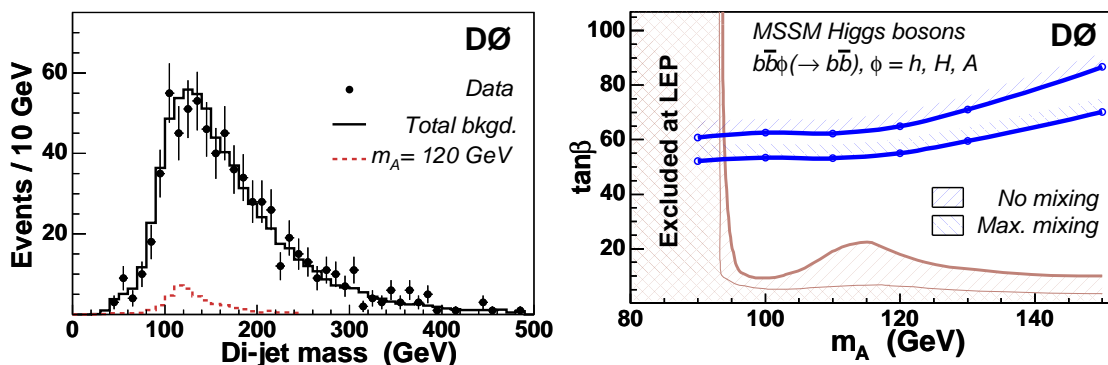 DØ
Data
Total bkgd.
m_A= 120 GeV
Events / 10 GeV
60
40
20
0 100 200 300 400 500
Di-jet mass (GeV)
MSSM Higgs bosons
DØ
bb̄ϕ(→ bb̄), ϕ = h, H, A
Excluded at LEP
No mixing
Max. mixing
tanβ
100
80
60
40
20
80 100 120 140
m_A (GeV)